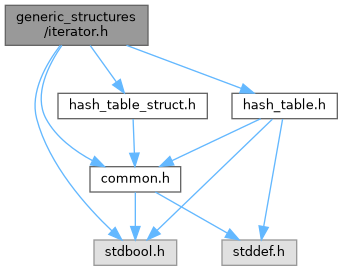 generic_structures
/iterator.h
hash_table_struct.h
hash_table.h
common.h
stdbool.h
stddef.h